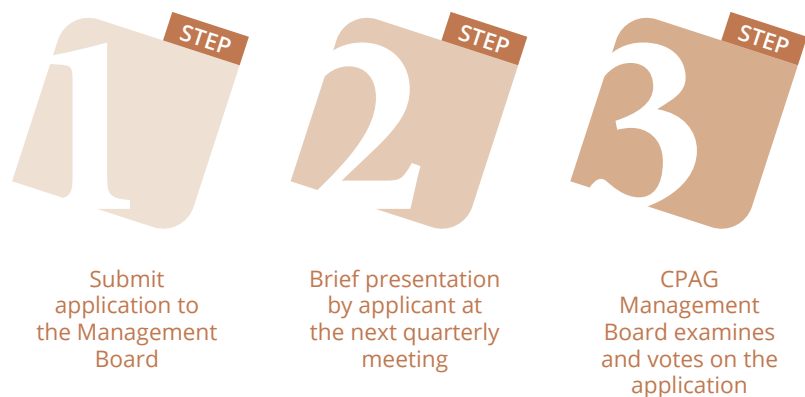 STEP
1
Submit
application to
the Management
Board
STEP
2
Brief presentation
by applicant at
the next quarterly
meeting
STEP
3
CPAG
Management
Board examines
and votes on the
application